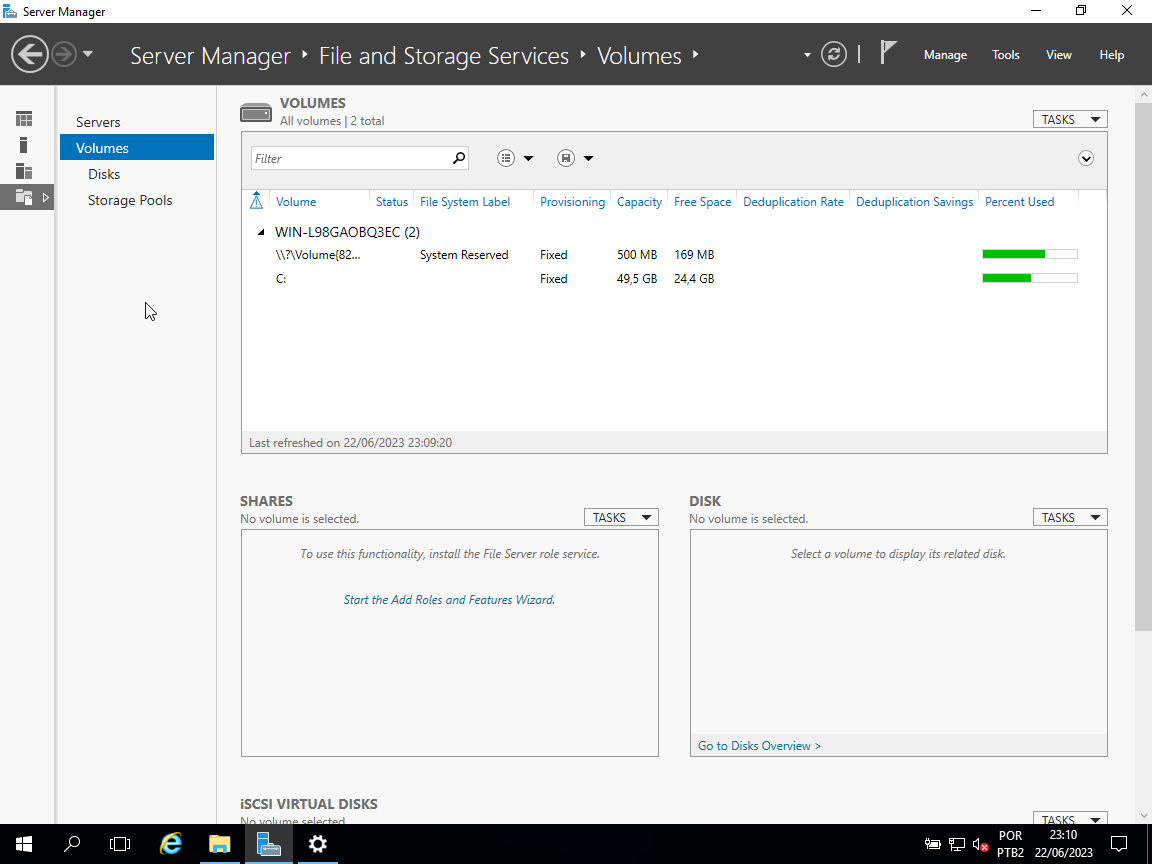 Server Manager
Server Manager ‣ File and Storage Services ‣ Volumes ‣
Manage Tools View Help
Servers
Volumes
Disks
Storage Pools
VOLUMES
All volumes | 2 total
TASKS
Filter
Volume Status File System Label Provisioning Capacity Free Space Deduplication Rate Deduplication Savings Percent Used
WIN-L98GAOBQ3EC (2)
\\?\Volume{82... System Reserved Fixed 500 MB 169 MB
C: Fixed 49,5 GB 24,4 GB
Last refreshed on 22/06/2023 23:09:20
SHARES
No volume is selected.
TASKS
To use this functionality, install the File Server role service.
Start the Add Roles and Features Wizard.
DISK
No volume is selected.
TASKS
Select a volume to display its related disk.
Go to Disks Overview >
iSCSI VIRTUAL DISKS
No volume is selected.
TASKS
POR
PTB2
23:10
22/06/2023